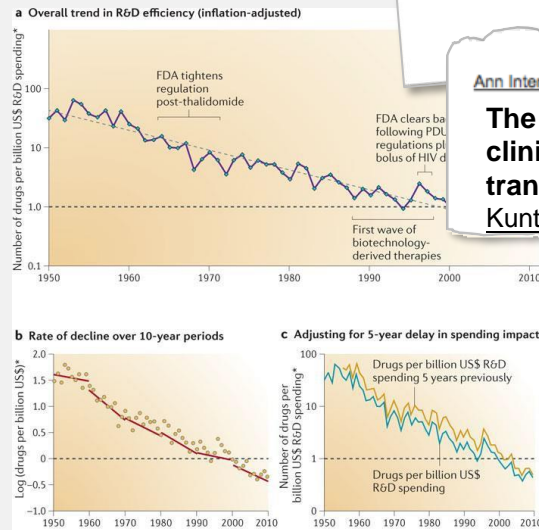 a Overall trend in R&D efficiency (inflation-adjusted)
Number of drugs per billion US$ R&D spending*
100
10
1.0
0.1
FDA tightens
regulation
post-thalidomide
FDA clears ba
following PDU
regulations pl
bolus of HIV d
First wave of
biotechnology-
derived therapies
1950
1960
1970
1980
1990
2000
2010
Ann Inter
The
clini
tran
Kunt
b Rate of decline over 10-year periods
Log (drugs per billion US$)*
2.0
1.5
1.0
0.5
0
−0.5
−1.0
1950 1960 1970 1980 1990 2000 2010
c Adjusting for 5-year delay in spending impact
Number of drugs per
billion US$ R&D spending*
100
10
1
0
Drugs per billion US$ R&D
spending 5 years previously
Drugs per billion US$
R&D spending
1950 1960 1970 1980 1990 2000 2010